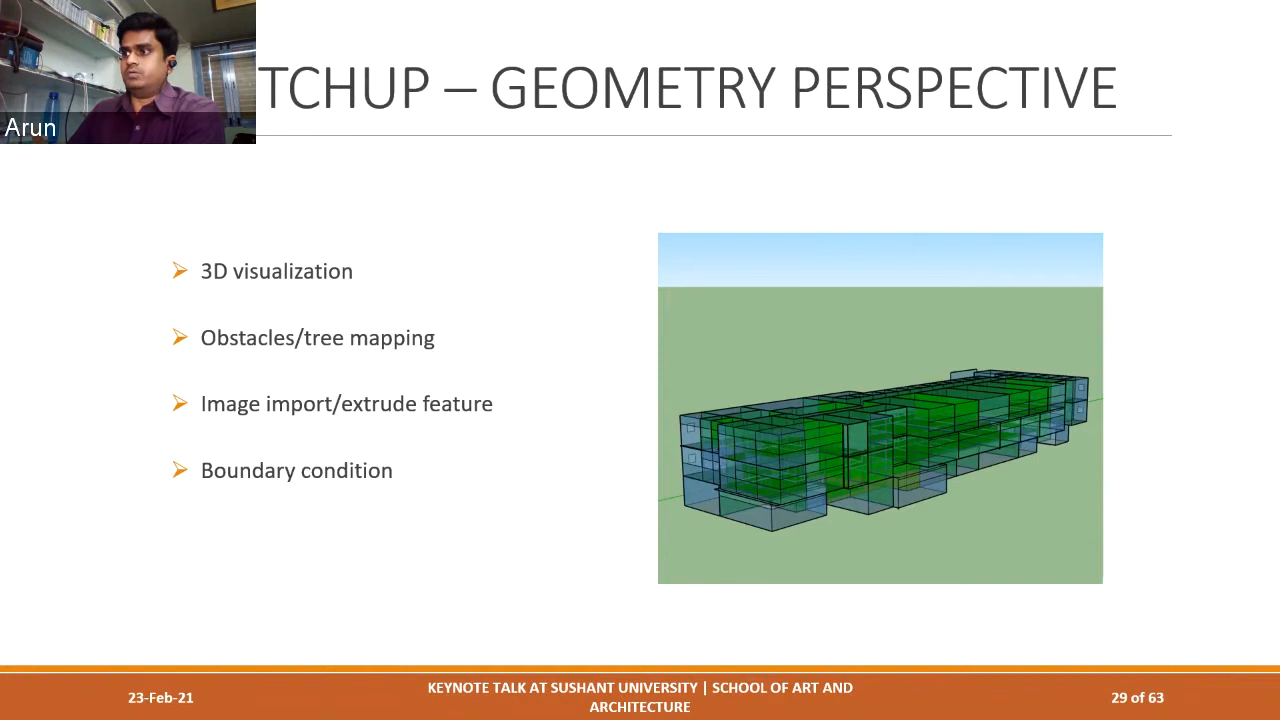 TCHUP – GEOMETRY PERSPECTIVE
Arun
3D visualization
Obstacles/tree mapping
Image import/extrude feature
Boundary condition
23-Feb-21
KEYNOTE TALK AT SUSHANT UNIVERSITY | SCHOOL OF ART AND
ARCHITECTURE
29 of 63